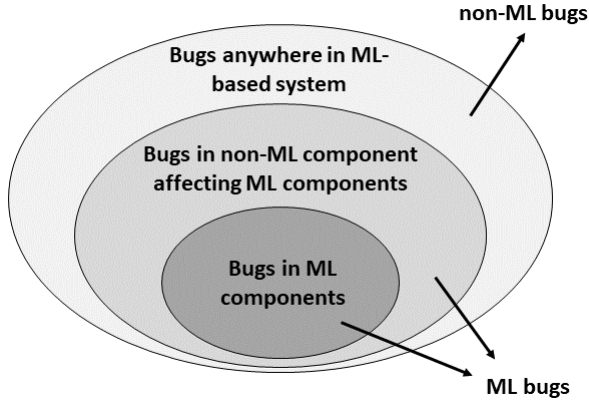 non-ML bugs
Bugs anywhere in ML-
based system
Bugs in non-ML component
affecting ML components
Bugs in ML
components
ML bugs